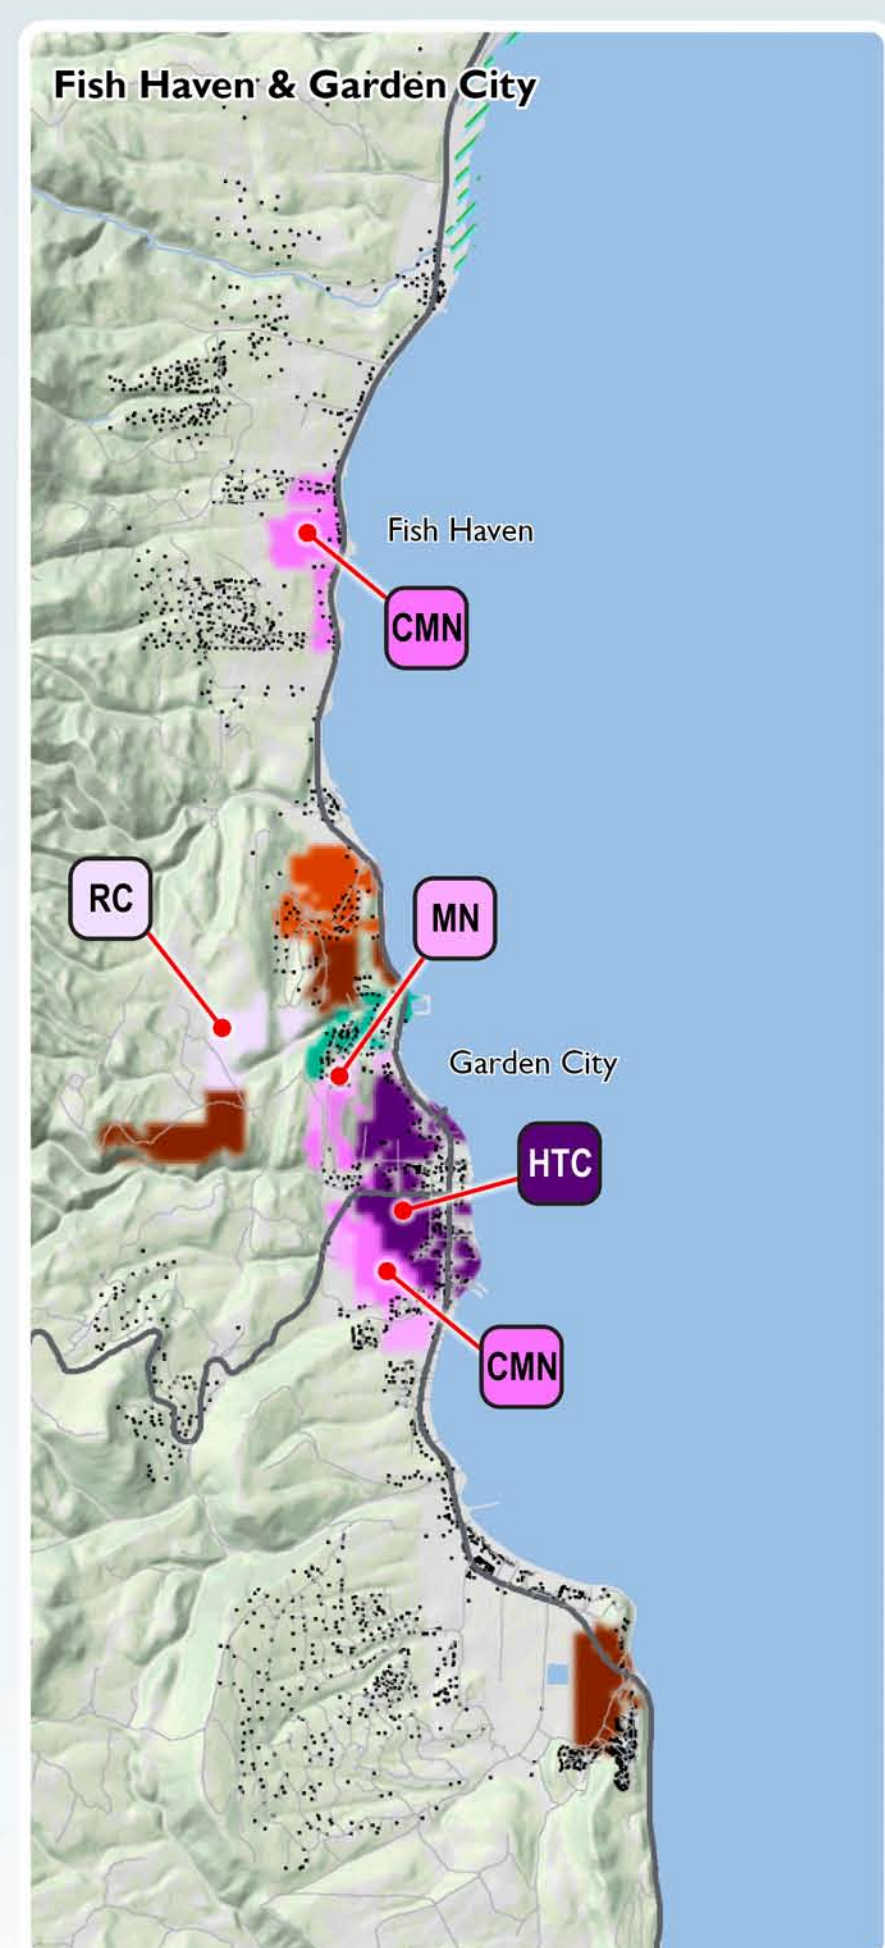 Fish Haven & Garden City
Fish Haven
CMN
RC
MN
Garden City
HTC
CMN